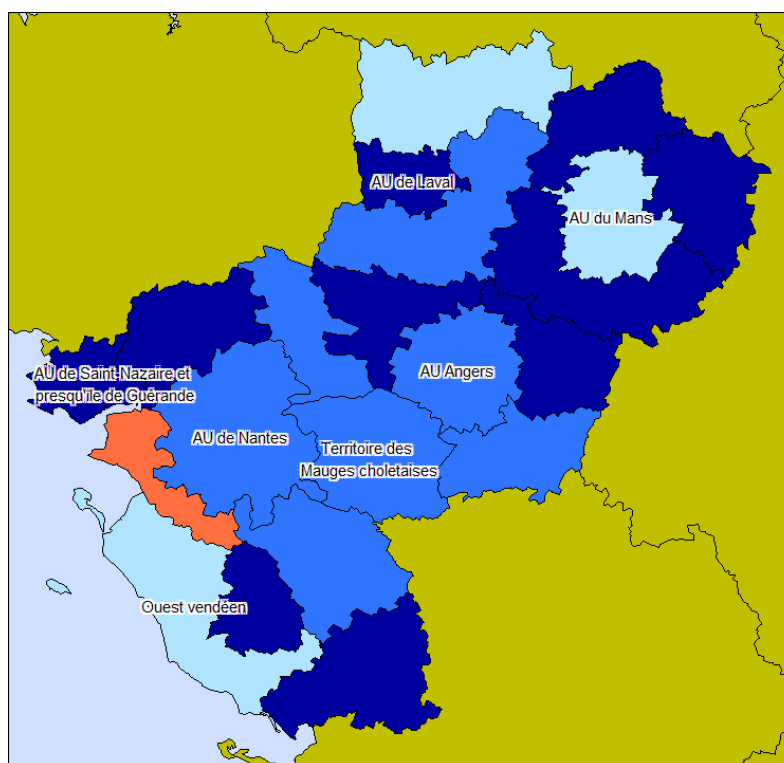 AU de Laval
AU du Mans
AU de Saint-Nazaire et
presqu'île de Guérande
AU Angers
AU de Nantes
Territoire des
Mauges choletaises
Ouest vendéen